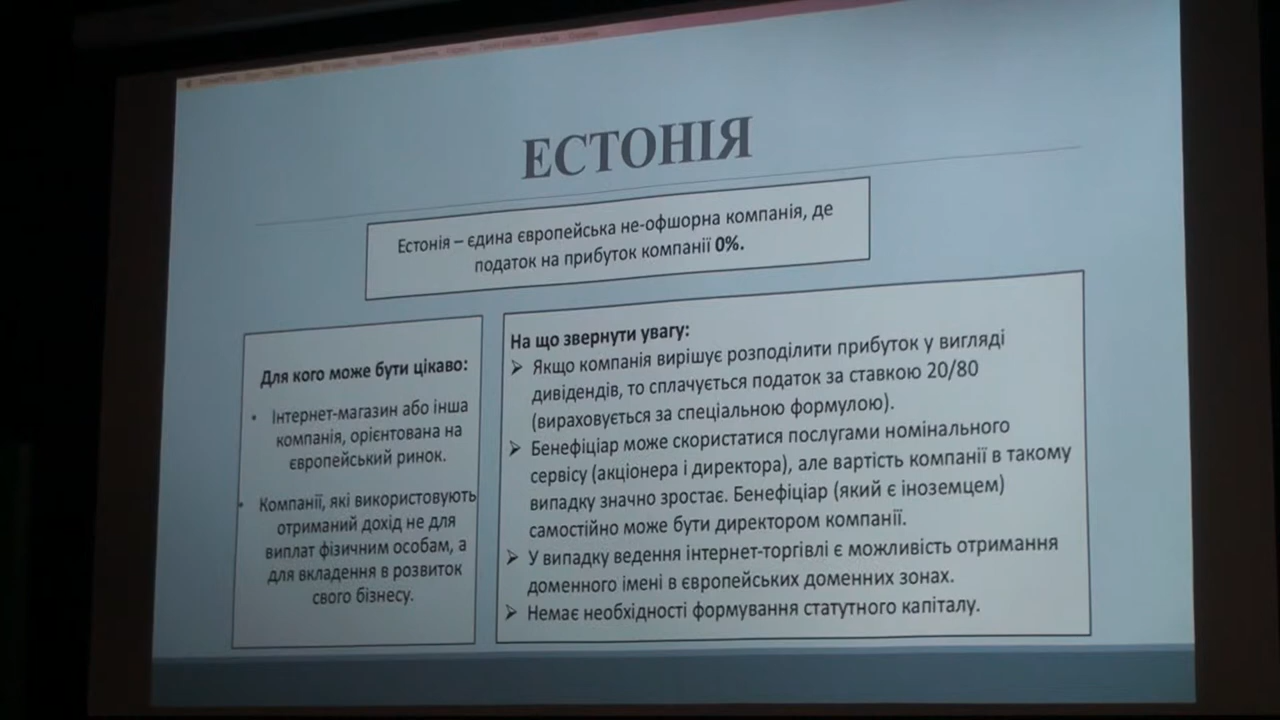 ЕСТОНІЯ
Естонія – єдина європейська не-офшорна компанія, де
податок на прибуток компанії 0%.
Для кого може бути цікаво:
• Інтернет-магазин або інша
компанія, орієнтована на
європейський ринок.
• Компанії, які використовують
отриманий дохід не для
виплат фізичним особам, а
для вкладення в розвиток
свого бізнесу.
На що звернути увагу:
➢ Якщо компанія вирішує розподілити прибуток у вигляді
дивідендів, то сплачується податок за ставкою 20/80
(вираховується за спеціальною формулою).
➢ Бенефіціар може скористатися послугами номінального
сервісу (акціонера і директора), але вартість компанії в такому
випадку значно зростає. Бенефіціар (який є іноземцем)
самостійно може бути директором компанії.
➢ У випадку ведення інтернет-торгівлі є можливість отримання
доменного імені в європейських доменних зонах.
➢ Немає необхідності формування статутного капіталу.